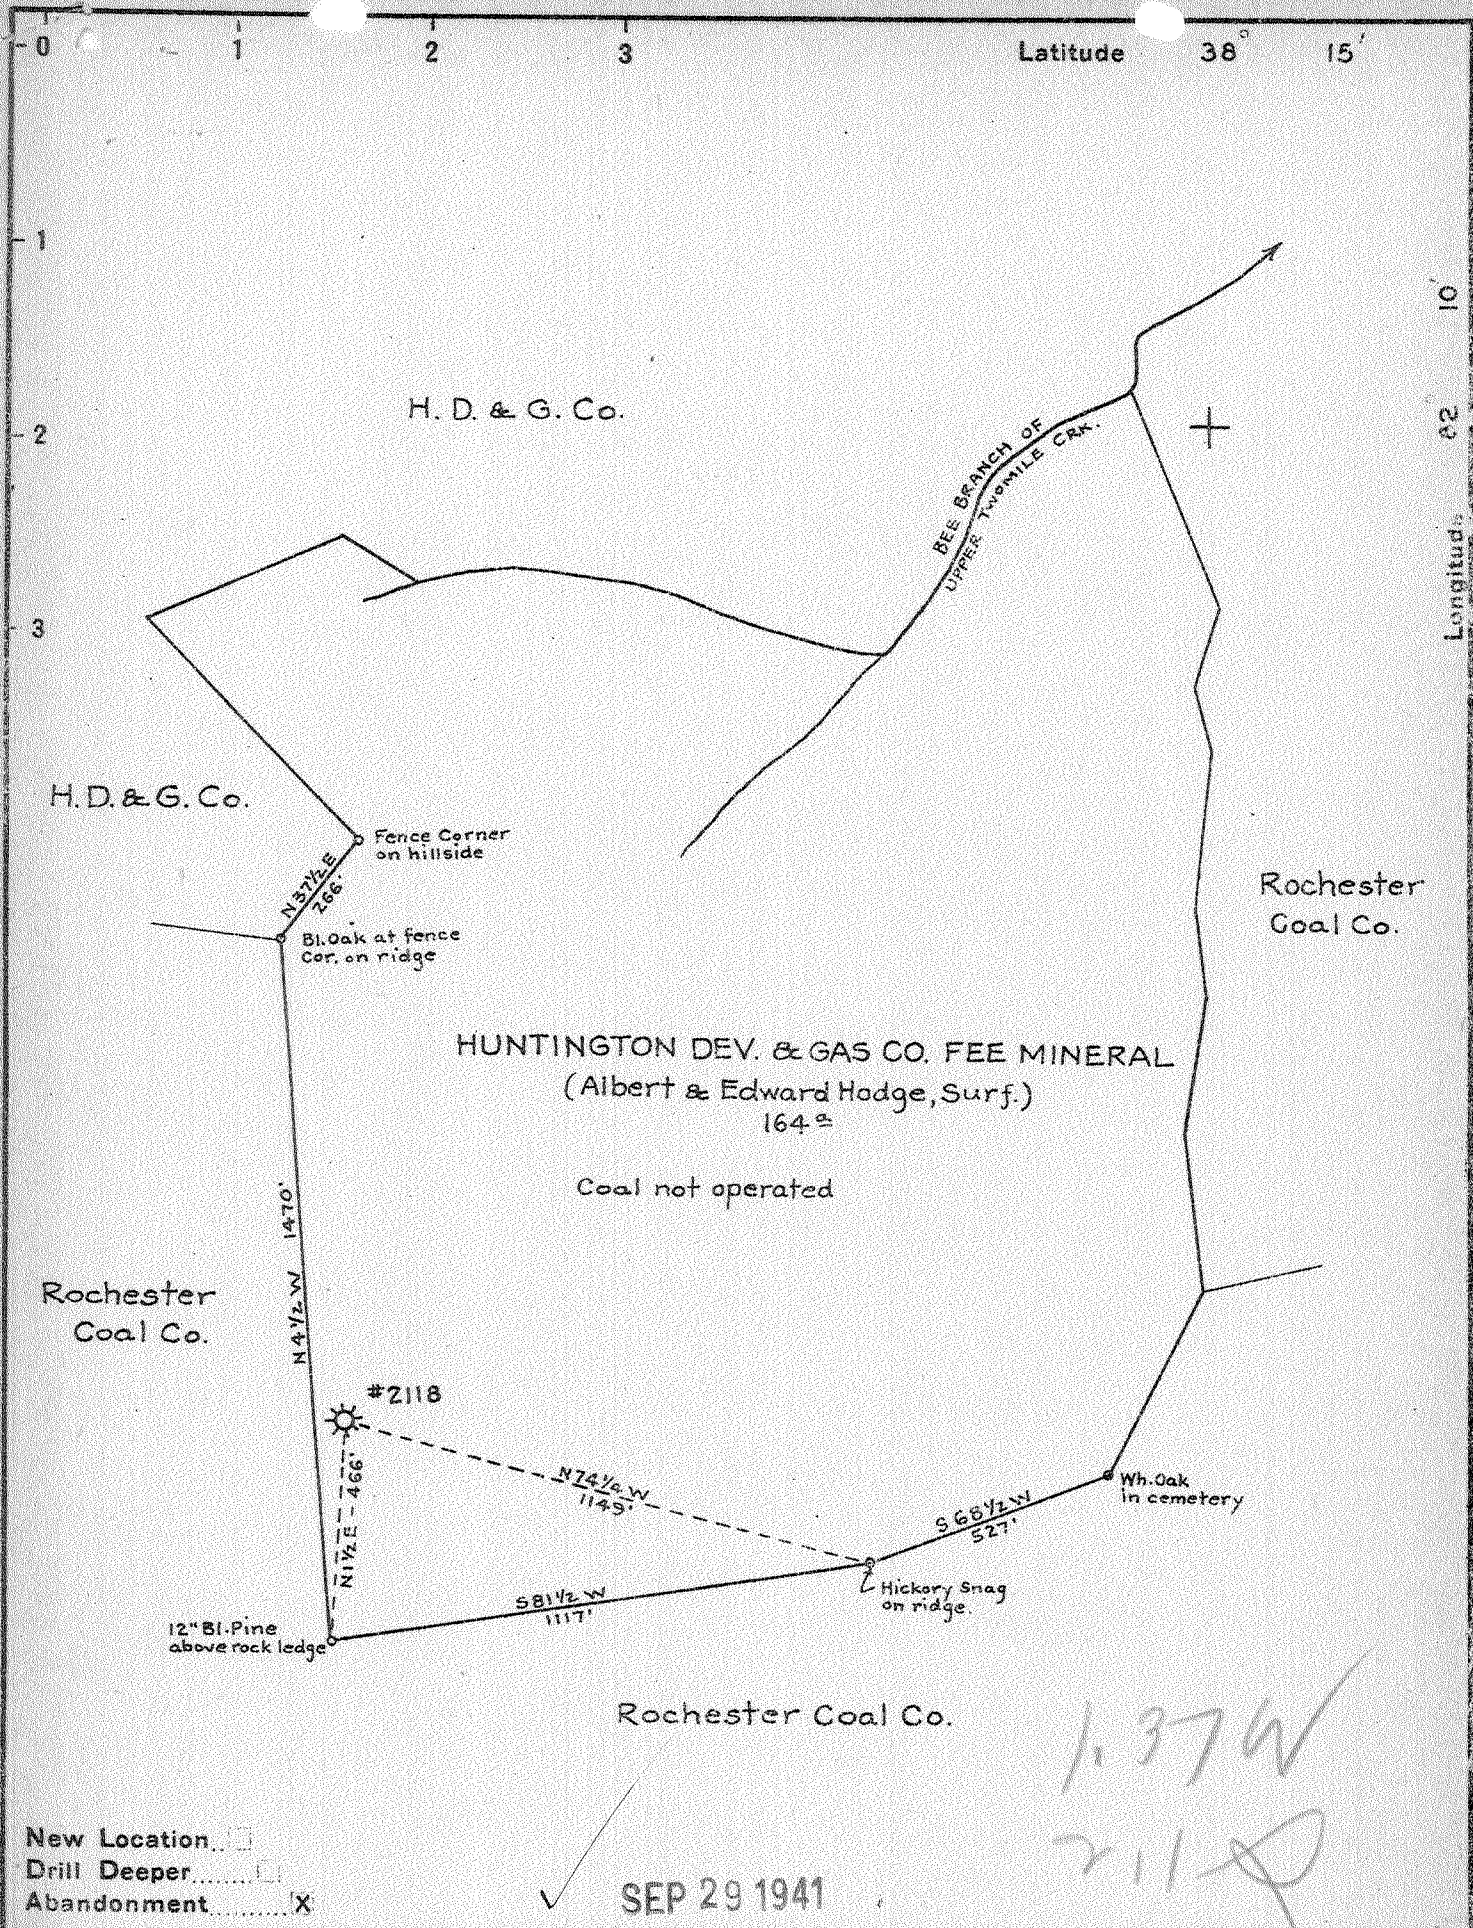 0 1 2 3 Latitude 38° 15'
1
10'
H. D. & G. Co.
2
82
BEE BRANCH OF
UPPER TWOMILE CRK.
Longitude
3
H.D. & G. Co.
Fence Corner
on hillside
N 37½ E
266'
Rochester
Coal Co.
Bl. Oak at fence
Cor. on ridge
HUNTINGTON DEV. & GAS CO. FEE MINERAL
(Albert & Edward Hodge, Surf.)
164 a
Coal not operated
N 4½ W 1470'
Rochester
Coal Co.
#2118
N 74¼ W
1149'
N 1½ E - 466'
Wh. Oak
in cemetery
S 68½ W
527'
Hickory Snag
on ridge.
S 81½ W
1117'
12" Bl. Pine
above rock ledge
Rochester Coal Co.
1.37 W
New Location
Drill Deeper
Abandonment X
SEP 29 1941